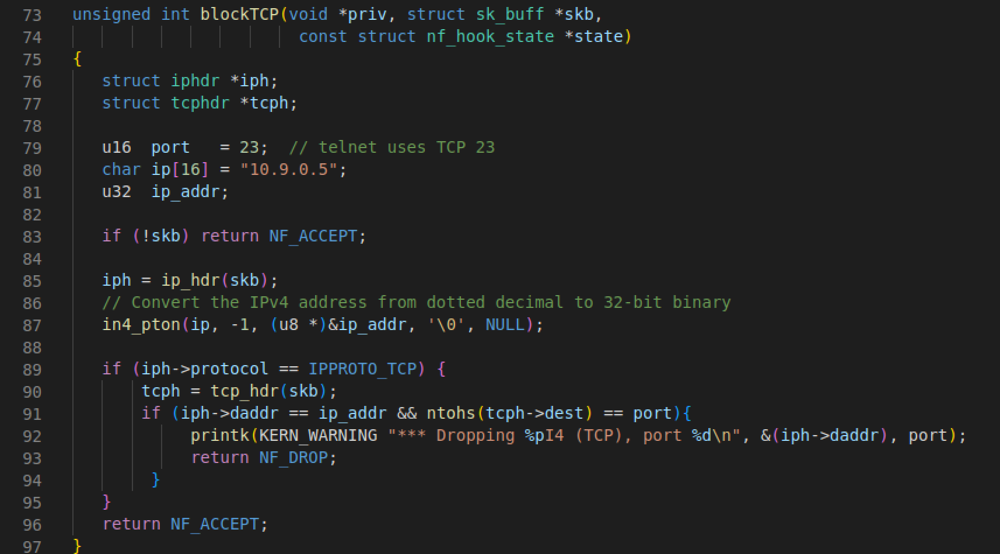 73 unsigned int blockTCP(void *priv, struct sk_buff *skb,
74                        const struct nf_hook_state *state)
75 {
76    struct iphdr *iph;
77    struct tcphdr *tcph;
78
79    u16  port   = 23;  // telnet uses TCP 23
80    char ip[16] = "10.9.0.5";
81    u32  ip_addr;
82
83    if (!skb) return NF_ACCEPT;
84
85    iph = ip_hdr(skb);
86    // Convert the IPv4 address from dotted decimal to 32-bit binary
87    in4_pton(ip, -1, (u8 *)&ip_addr, '\0', NULL);
88
89    if (iph->protocol == IPPROTO_TCP) {
90        tcph = tcp_hdr(skb);
91        if (iph->daddr == ip_addr && ntohs(tcph->dest) == port){
92             printk(KERN_WARNING "*** Dropping %pI4 (TCP), port %d\n", &(iph->daddr), port);
93             return NF_DROP;
94         }
95    }
96    return NF_ACCEPT;
97 }